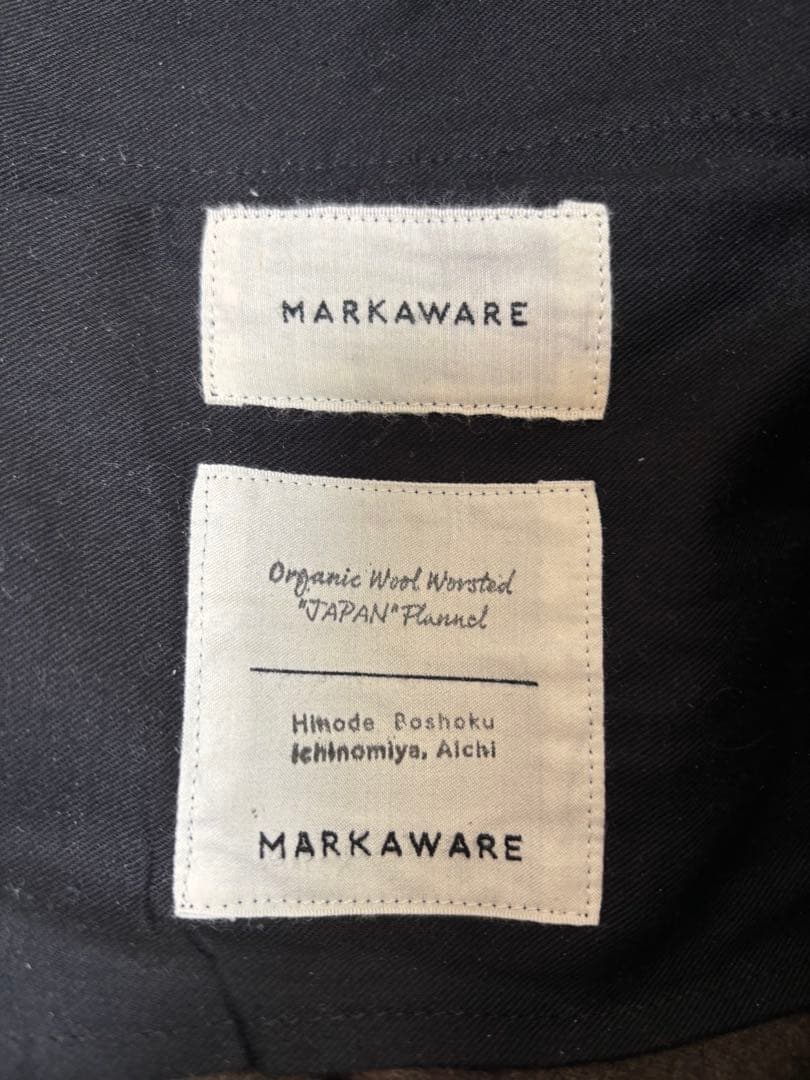 MARKAWARE
Organic Wool Worsted
"JAPAN" Flannel
Hinode Boshoku
Ichinomiya, Aichi
MARKAWARE